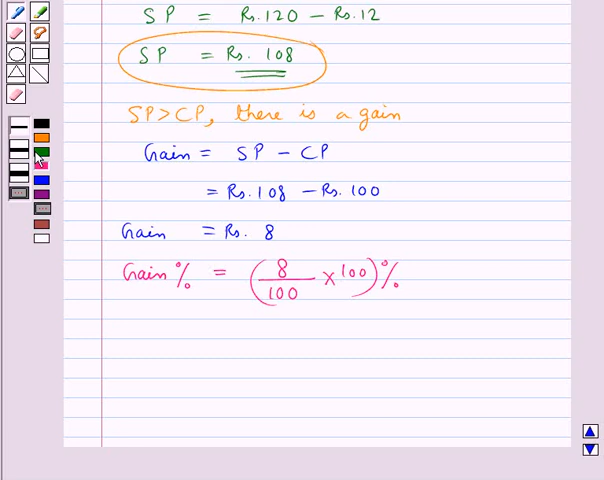 SP = Rs. 120 - Rs. 12
SP = Rs. 108
SP > CP, there is a gain
Gain = SP - CP
= Rs. 108 - Rs. 100
Gain = Rs. 8
Gain % = (8/100 × 100) %